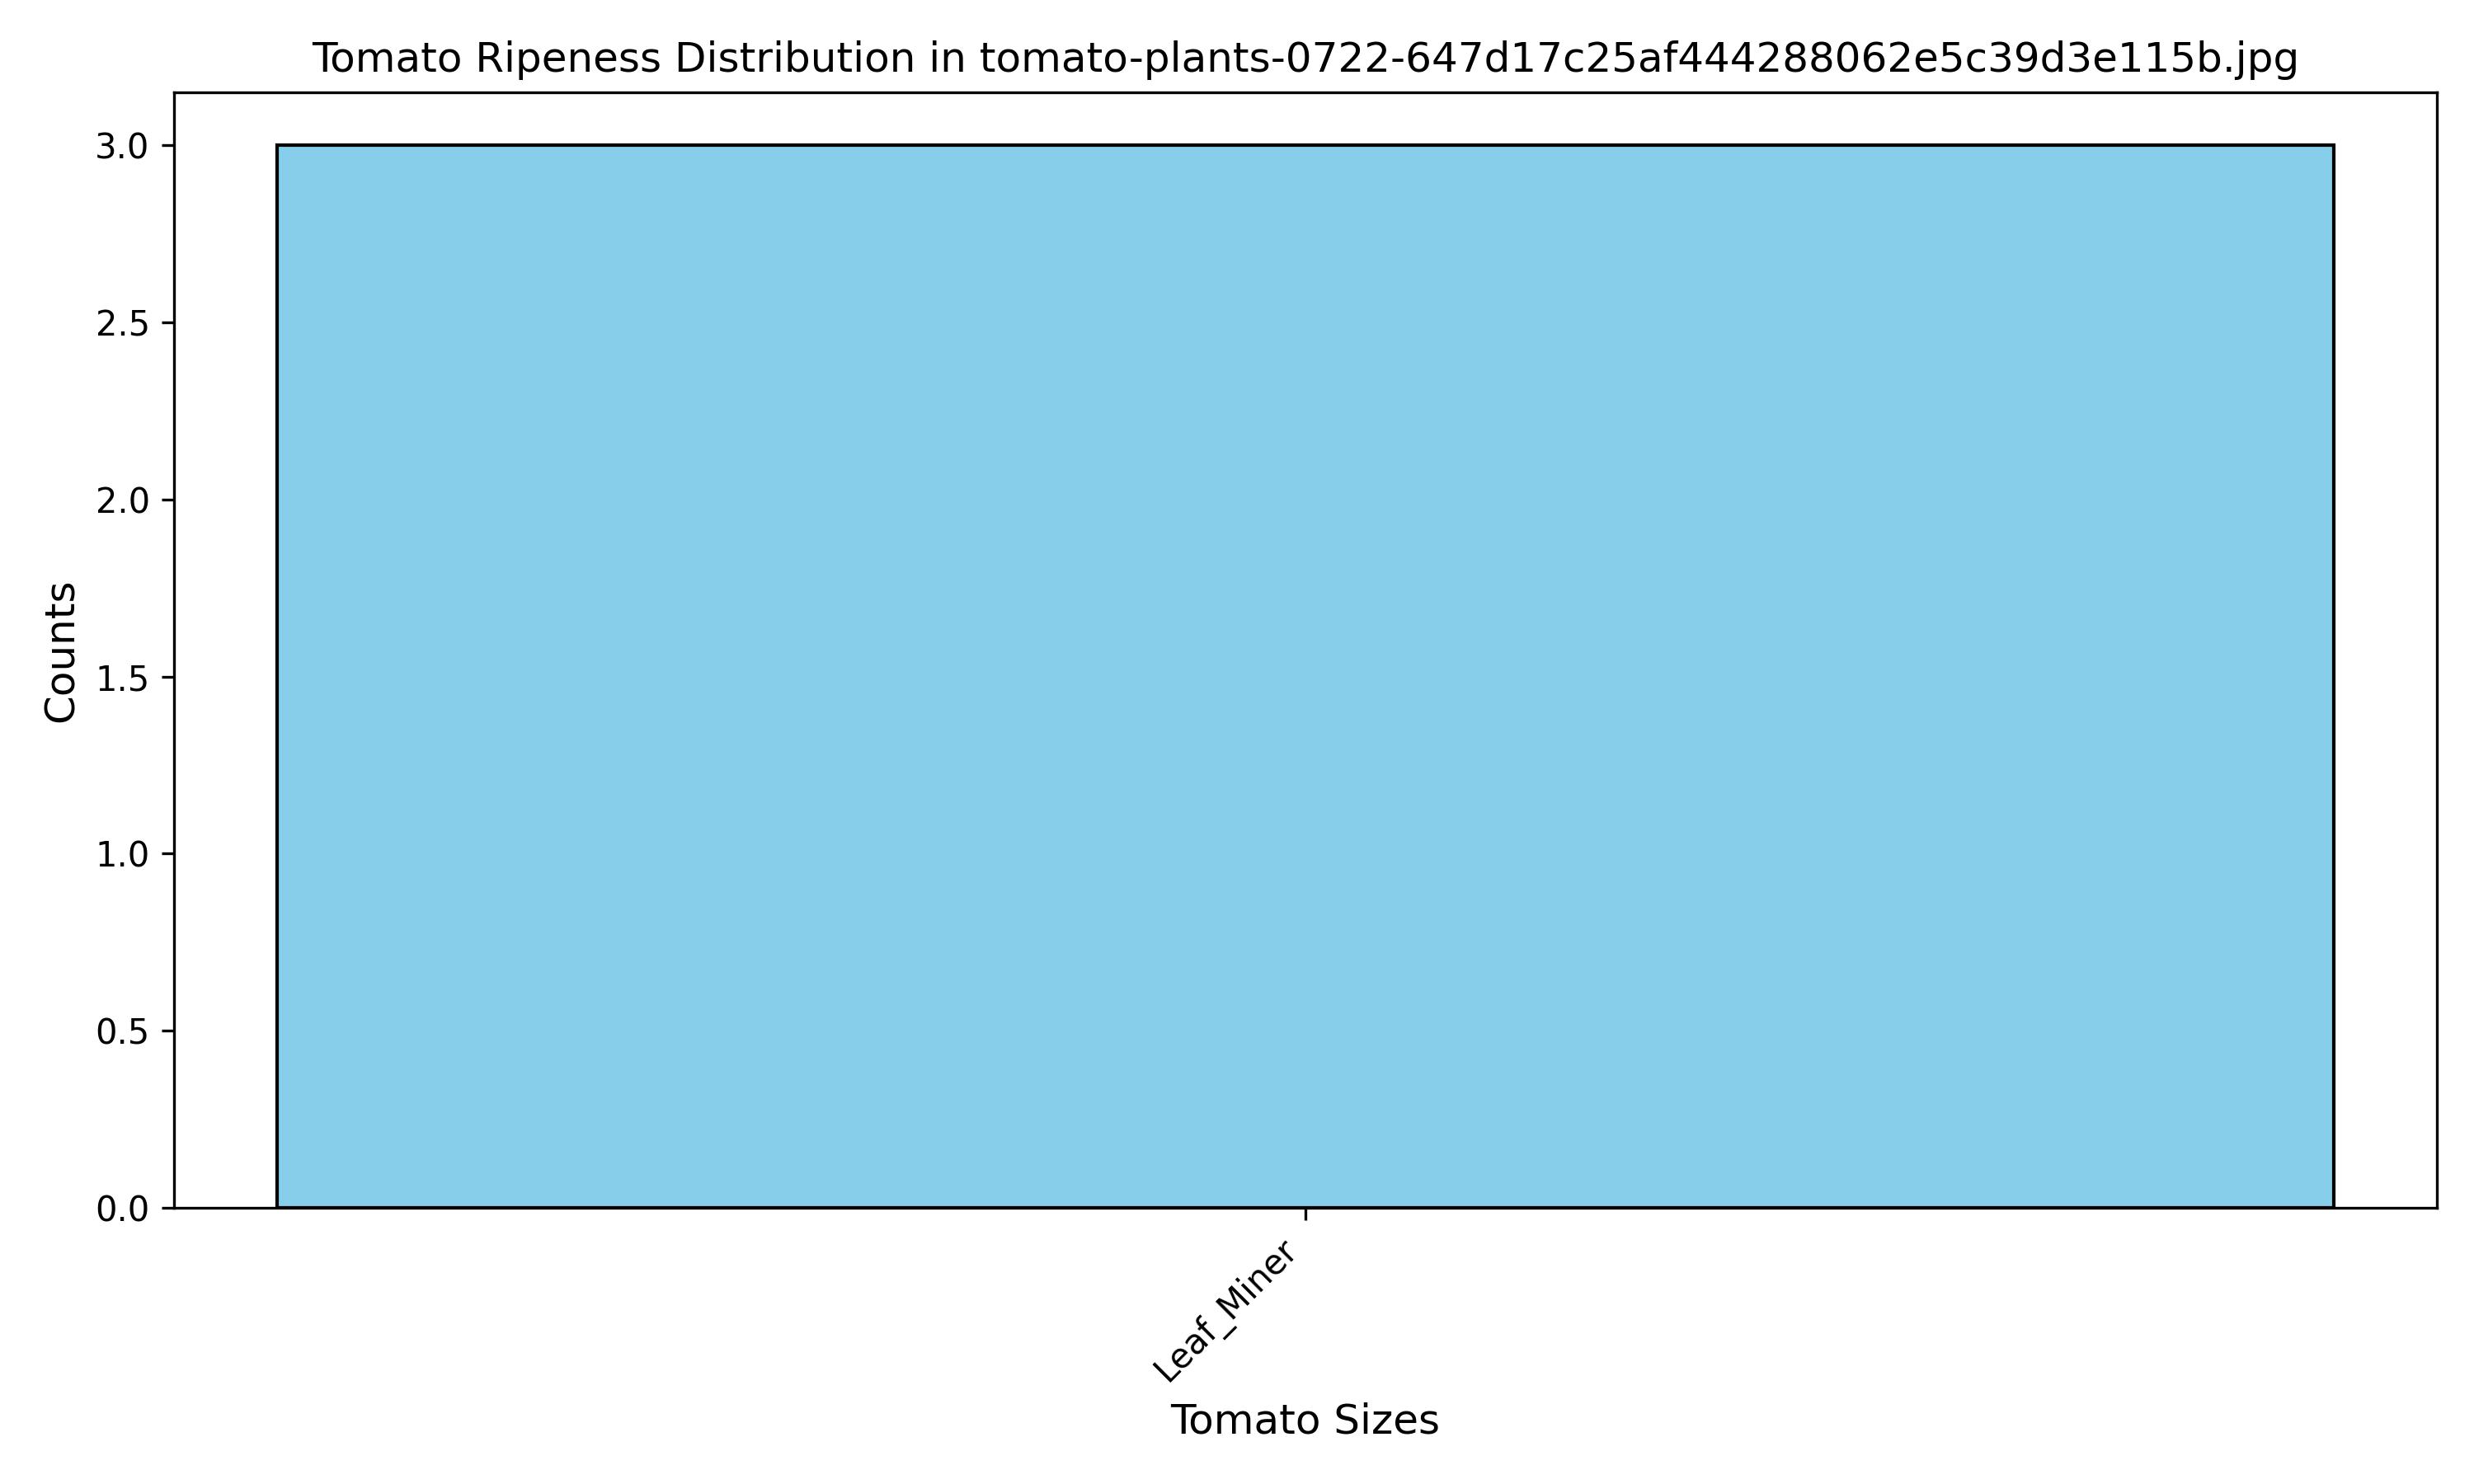 Tomato Ripeness Distribution in tomato-plants-0722-647d17c25af444288062e5c39d3e115b.jpg
3.0
2.5
2.0
1.5
1.0
0.5
0.0
Counts
Leaf_Miner
Tomato Sizes